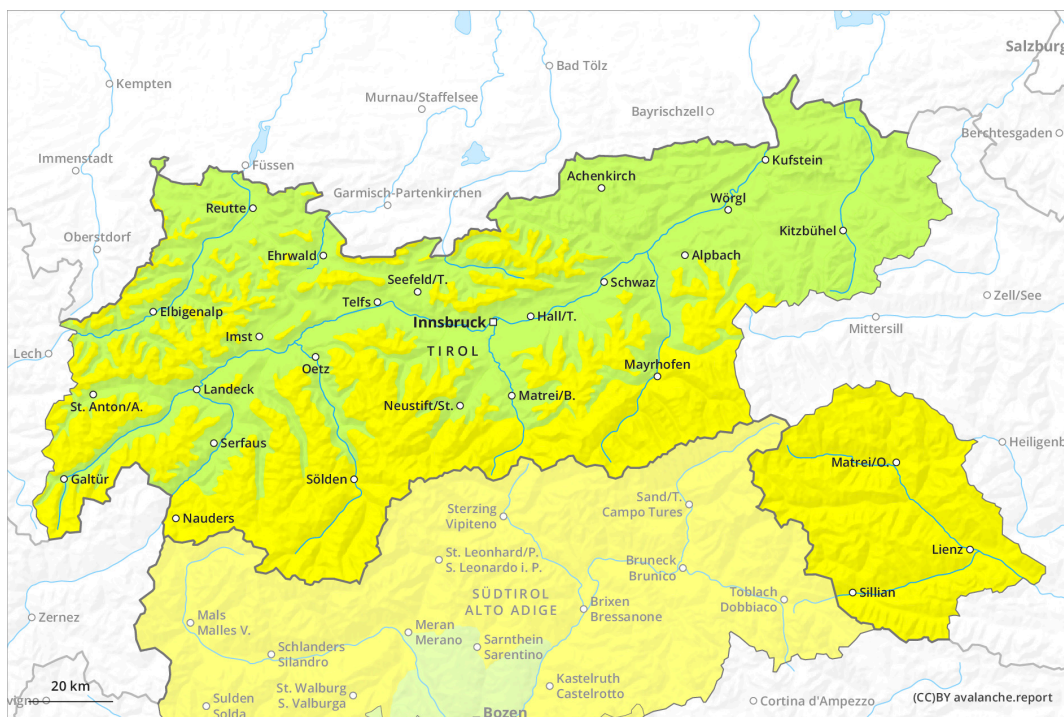 Salzburg
Kempten
Bad Tölz
Murnau/Staffelsee
Bayrischzell
Berchtesgaden
Immenstadt
Füssen
Kufstein
Achenkirch
Garmisch-Partenkirchen
Reutte
Wörgl
Oberstdorf
Kitzbühel
Ehrwald
Alpbach
Seefeld/T.
Schwaz
Telfs
Zell/See
Elbigenalp
Innsbruck
Hall/T.
Mittersill
Imst
TIROL
Lech
Oetz
Mayrhofen
Landeck
St. Anton/A.
Neustift/St.
Matrei/B.
Serfaus
Matrei/O.
Galtür
Sölden
Sand/T.
Campo Tures
Sterzing
Vipiteno
Nauders
St. Leonhard/P.
S. Leonardo i. P.
Bruneck
Brunico
Lienz
SÜDTIROL
ALTO ADIGE
Brixen
Bressanone
Toblach
Dobbiaco
Sillian
Zernez
Mals
Malles V.
Meran
Merano
Sarnthein
Sarentino
Schlanders
Silandro
Kastelruth
Castelrotto
20 km
St. Walburg
S. Valburga
Sulden
Solda
Cortina d'Ampezzo
(CC)BY avalanche.report
Bozen